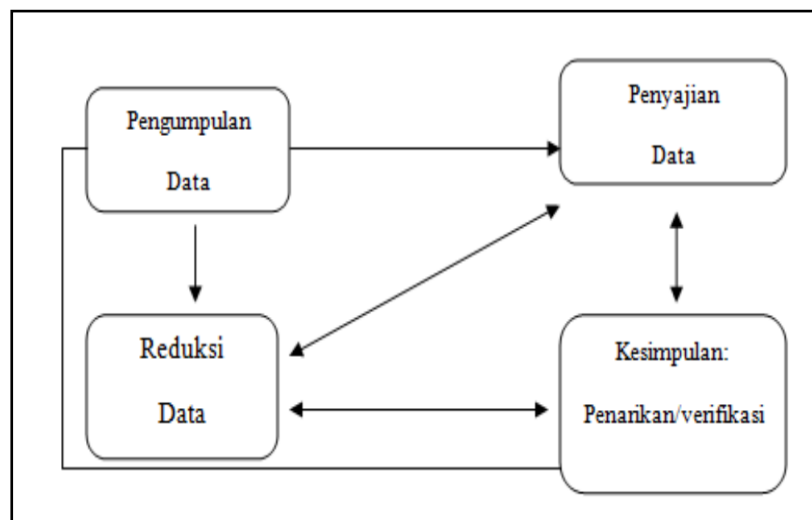 Pengumpulan
Data
Penyajian
Data
Reduksi
Data
Kesimpulan:
Penarikan/verifikasi